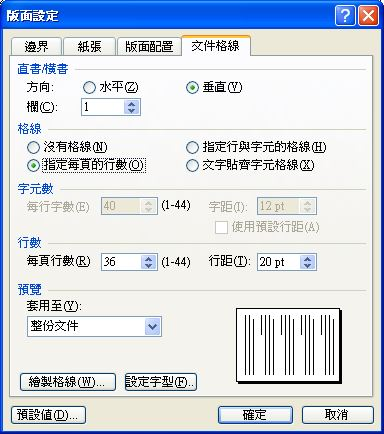 版面設定
邊界 紙張 版面配置 文件格線
直書/橫書
方向: 水平(Z) 垂直(V)
欄(C): 1
格線
沒有格線(N) 指定行與字元的格線(H)
指定每頁的行數(O) 文字貼齊字元格線(X)
字元數
每行字數(E) 40 (1-44) 字距(I): 12 pt
使用預設行距(A)
行數
每頁行數(R) 36 (1-44) 行距(T): 20 pt
預覽
套用至(Y):
整份文件
繪製格線(W)... 設定字型(F)..
預設值(D)... 確定 取消